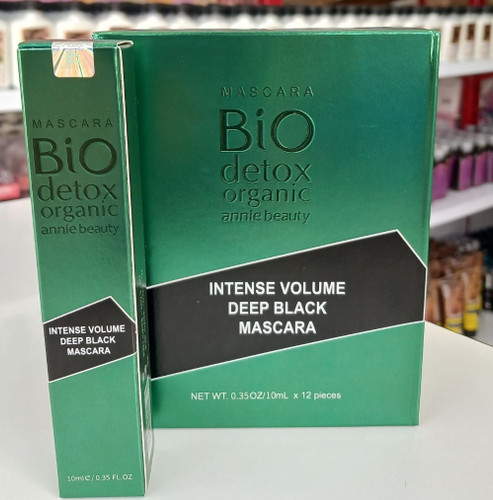 MASCARA
BiO
detox
organic
annie beauty
INTENSE VOLUME
DEEP BLACK
MASCARA
10mle/0.35 FL.OZ
MASCARA
BiO
detox
organic
annie beauty
INTENSE VOLUME
DEEP BLACK
MASCARA
NET WT. 0.35OZ/10mL x 12 pieces